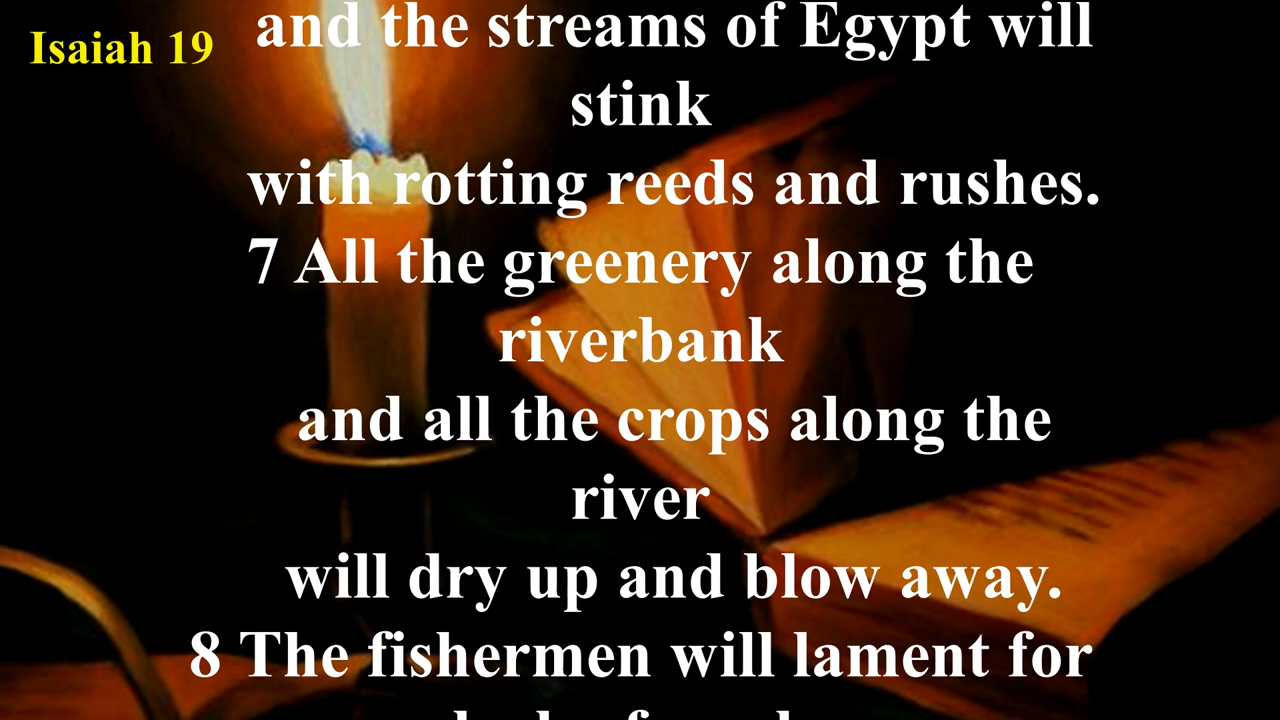 Isaiah 19
and the streams of Egypt will
stink
with rotting reeds and rushes.
7 All the greenery along the
riverbank
and all the crops along the
river
will dry up and blow away.
8 The fishermen will lament for